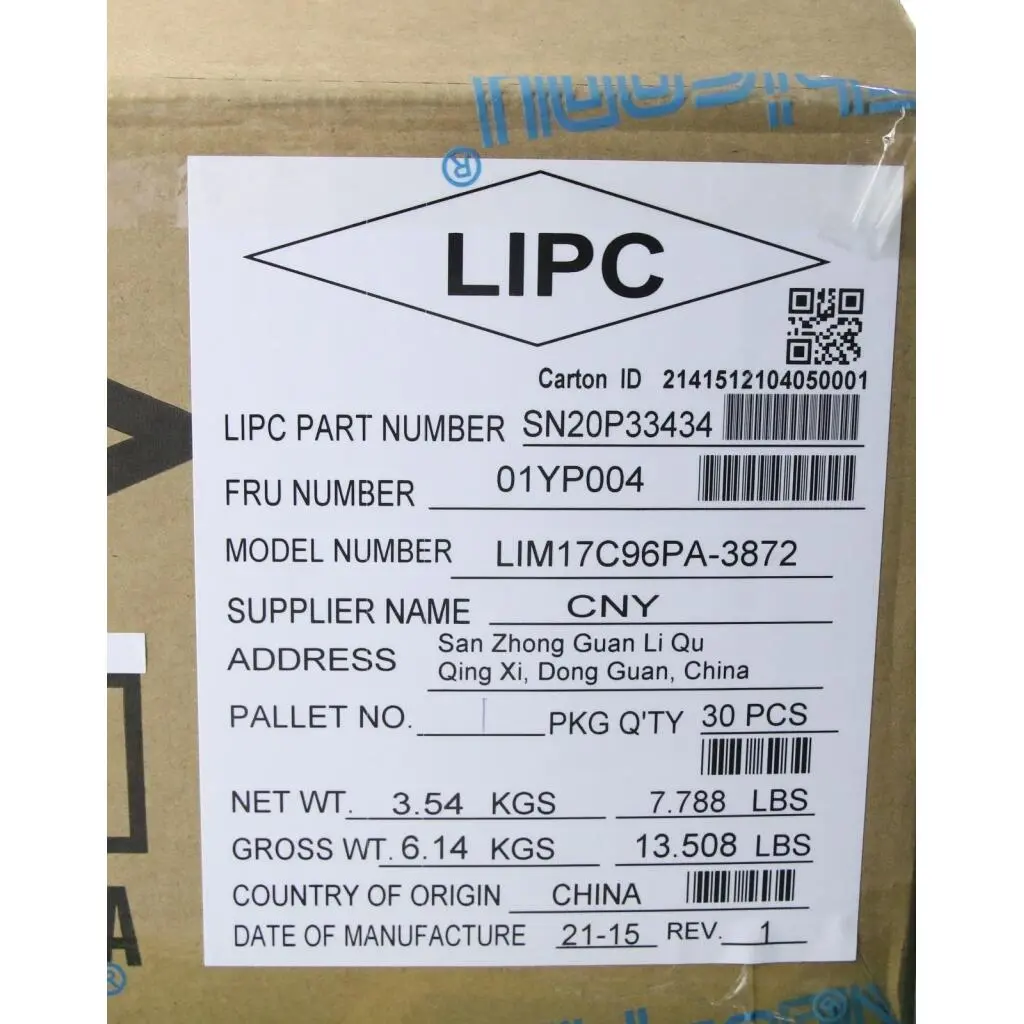 ®
LIPC
Carton ID 2141512104050001
LIPC PART NUMBER SN20P33434
FRU NUMBER 01YP004
MODEL NUMBER LIM17C96PA-3872
SUPPLIER NAME CNY
ADDRESS San Zhong Guan Li Qu
Qing Xi, Dong Guan, China
PALLET NO. PKG Q'TY 30 PCS
NET WT. 3.54 KGS 7.788 LBS
GROSS WT. 6.14 KGS 13.508 LBS
COUNTRY OF ORIGIN CHINA
DATE OF MANUFACTURE 21-15 REV. 1
A
®
®